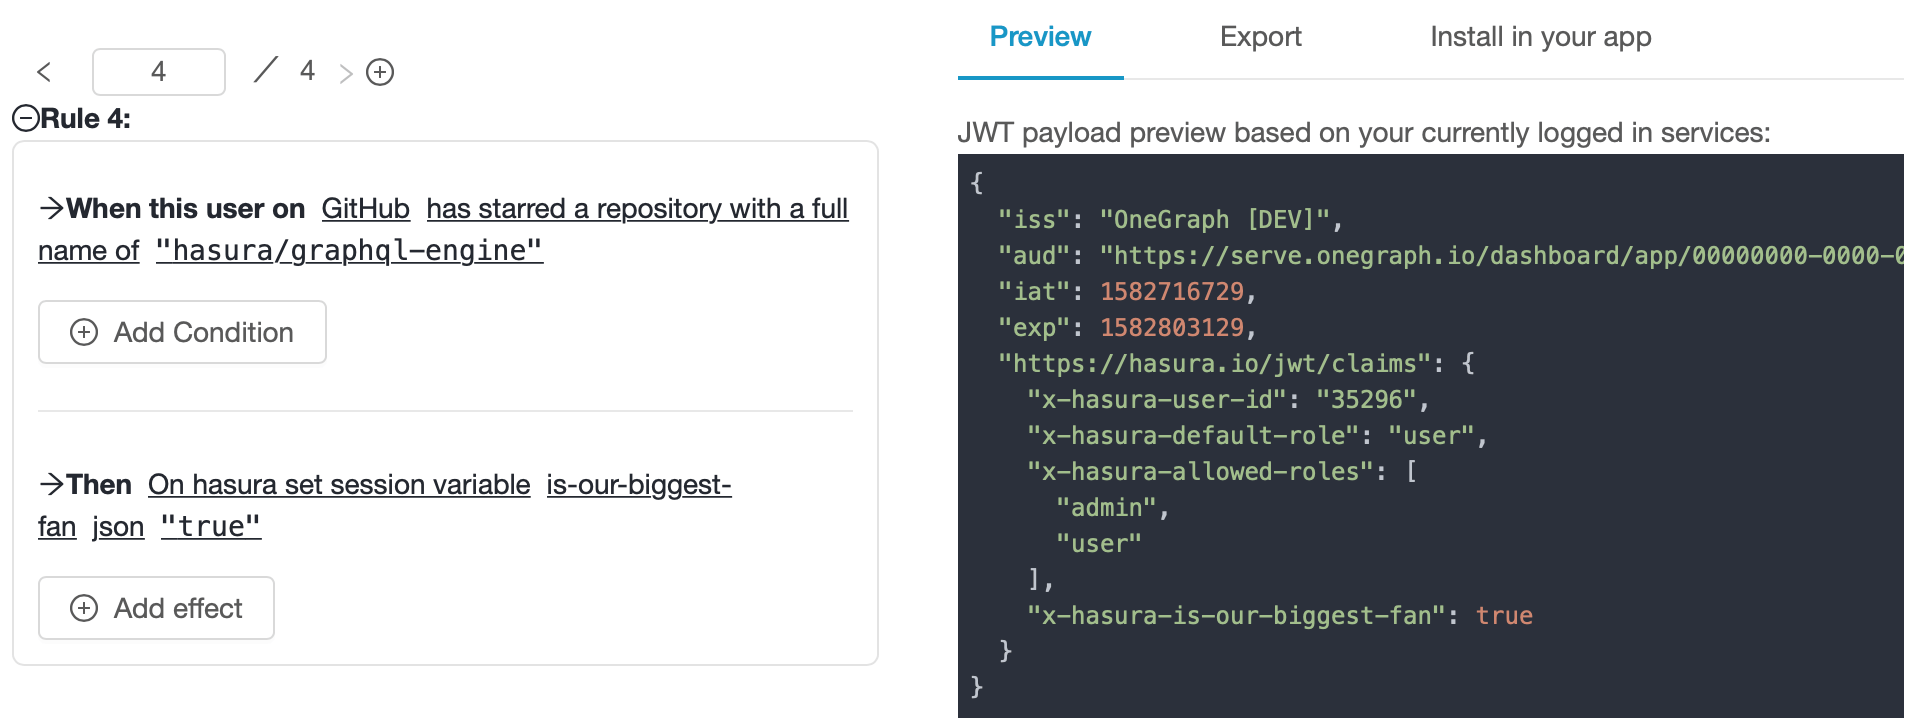 4 / 4
Rule 4:
When this user on GitHub has starred a repository with a full
name of "hasura/graphql-engine"
Add Condition
Then On hasura set session variable is-our-biggest-
fan json "true"
Add effect
Preview Export Install in your app
JWT payload preview based on your currently logged in services:
{
"iss": "OneGraph [DEV]",
"aud": "https://serve.onegraph.io/dashboard/app/00000000-0000-0
"iat": 1582716729,
"exp": 1582803129,
"https://hasura.io/jwt/claims": {
"x-hasura-user-id": "35296",
"x-hasura-default-role": "user",
"x-hasura-allowed-roles": [
"admin",
"user"
],
"x-hasura-is-our-biggest-fan": true
}
}